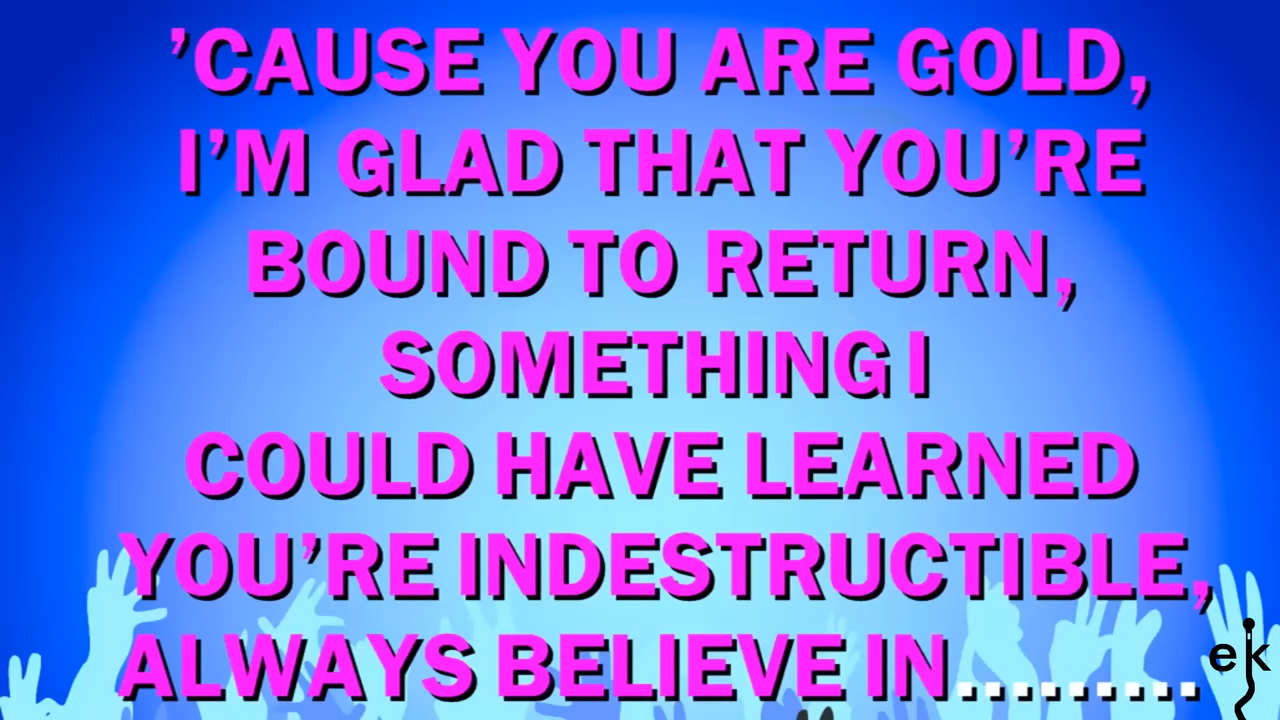 ’CAUSE YOU ARE GOLD,
I’M GLAD THAT YOU’RE
BOUND TO RETURN,
SOMETHING I
COULD HAVE LEARNED
YOU’RE INDESTRUCTIBLE,
ALWAYS BELIEVE IN.........
ek